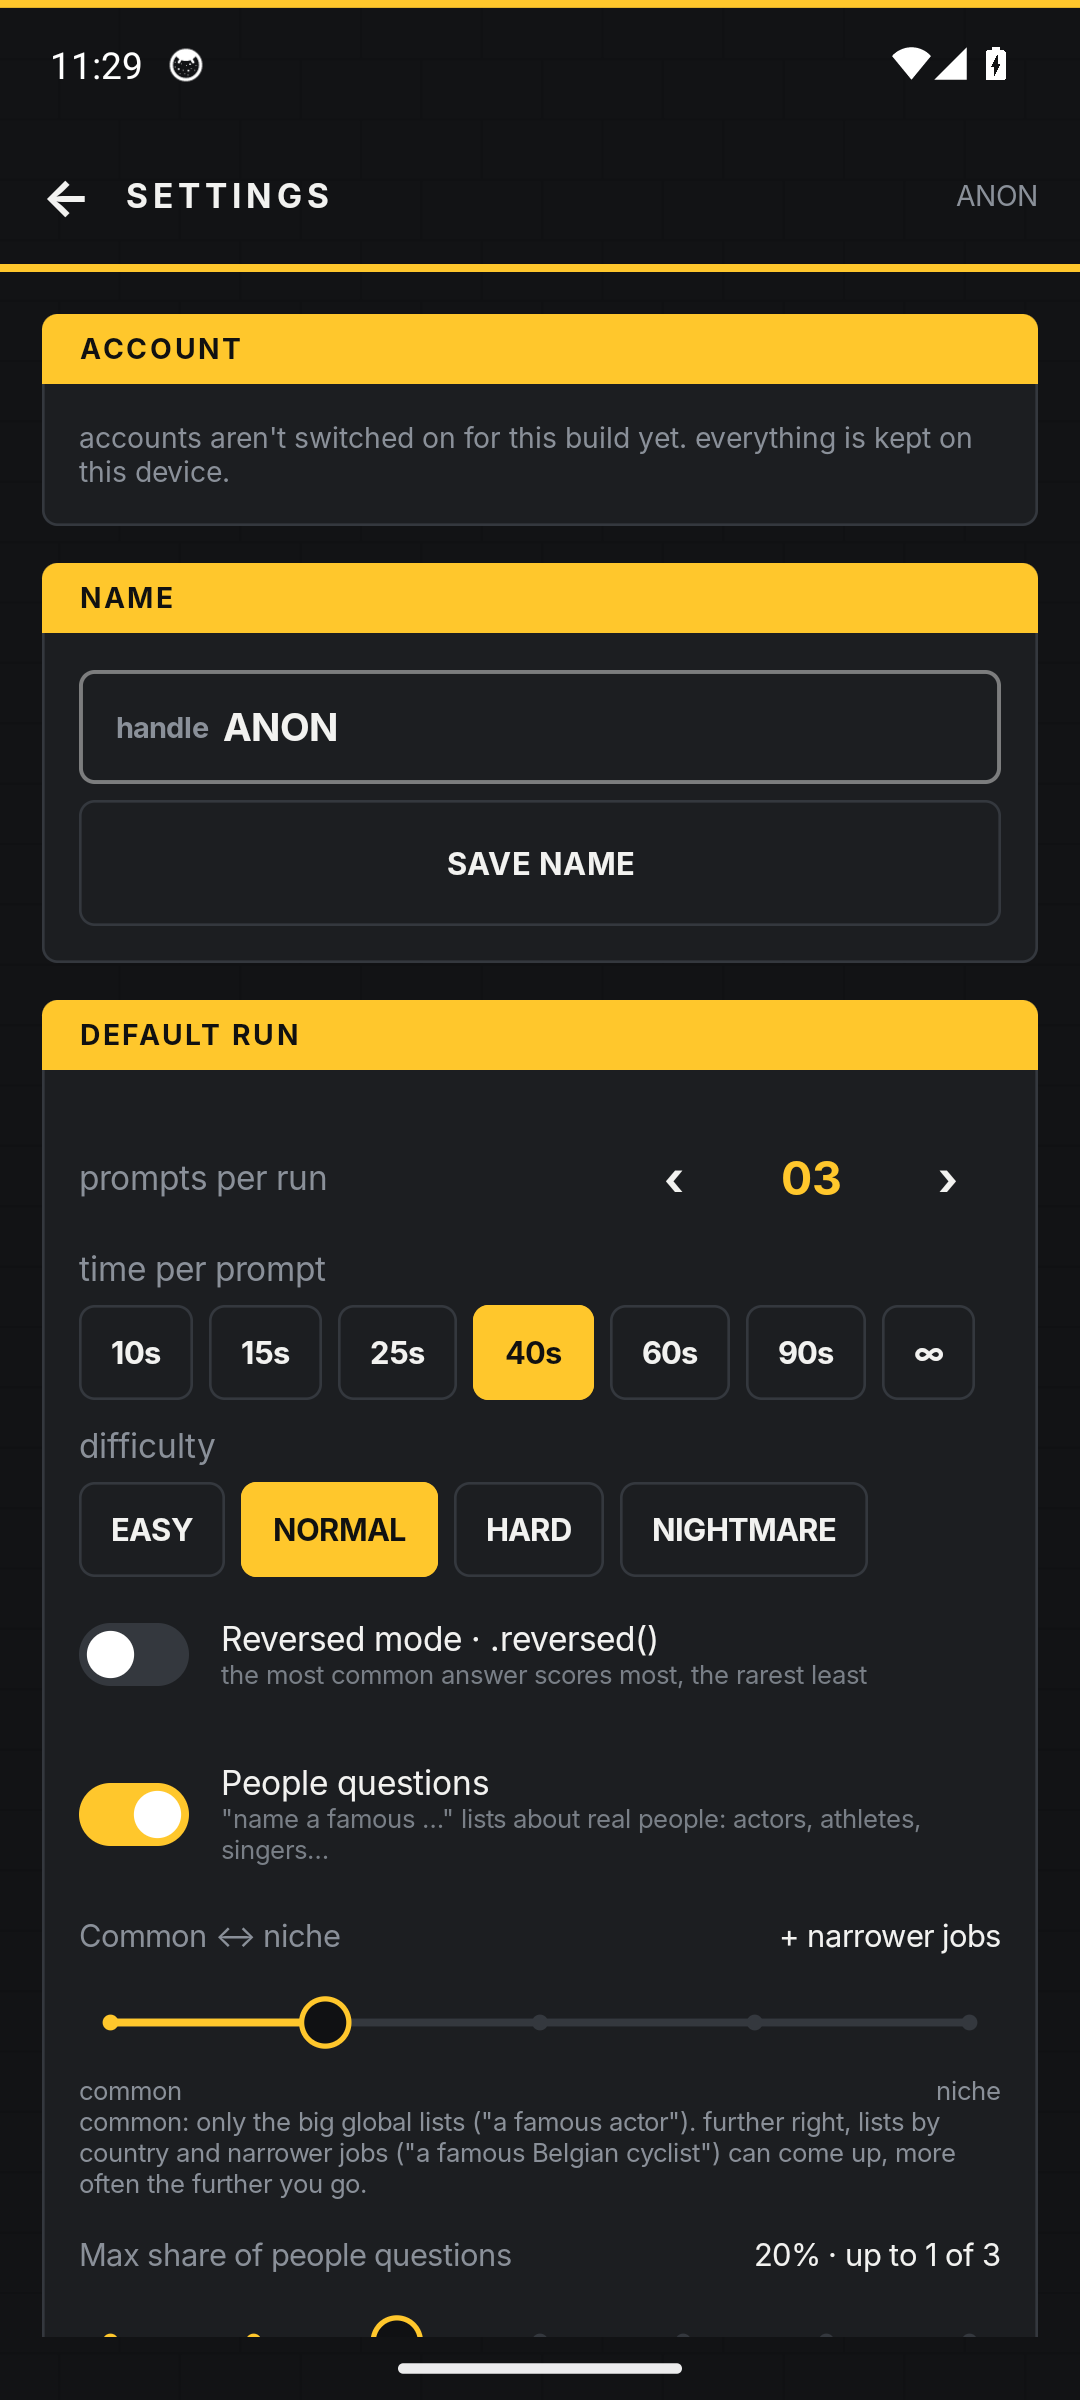 11:29
SETTINGS
ANON
ACCOUNT
accounts aren't switched on for this build yet. everything is kept on
this device.
NAME
handle ANON
SAVE NAME
DEFAULT RUN
prompts per run
‹ 03 ›
time per prompt
10s 15s 25s 40s 60s 90s ∞
difficulty
EASY NORMAL HARD NIGHTMARE
Reversed mode · .reversed()
the most common answer scores most, the rarest least
People questions
"name a famous ..." lists about real people: actors, athletes,
singers...
Common ↔ niche
+ narrower jobs
common
niche
common: only the big global lists ("a famous actor"). further right, lists by
country and narrower jobs ("a famous Belgian cyclist") can come up, more
often the further you go.
Max share of people questions
20% · up to 1 of 3